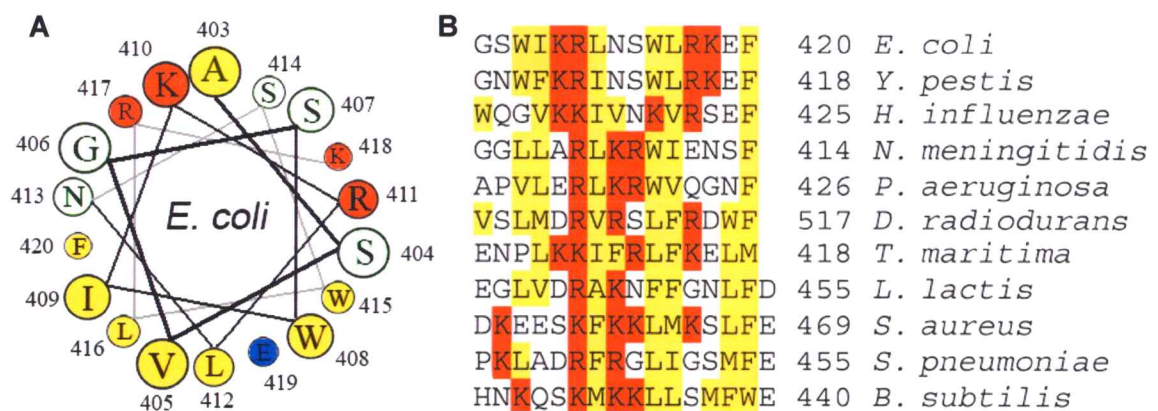 A
403
410 A 414
417 K S
R S 407
406
G K 418
413 N R 411
E. coli
420 F S 404
409 I W 415
416 L W 408
V L E
405 412 419
B
GSWIKRLNSWLRKEF 420 E. coli
GNWFKRINSWLRKEF 418 Y. pestis
WQGVKKIVNKVRSEF 425 H. influenzae
GGLLARLKRWIENSF 414 N. meningitidis
APVLERLKRWVQGNF 426 P. aeruginosa
VSLMDRVRSLFRDWF 517 D. radiodurans
ENPLKKIFRLFKELM 418 T. maritima
EGLVDRAKNFFGNLFD 455 L. lactis
DKEESKFKKLMKSLFE 469 S. aureus
PKLADRFRGLIGSMFE 455 S. pneumoniae
HNKQSKMKKLLSMFWE 440 B. subtilis